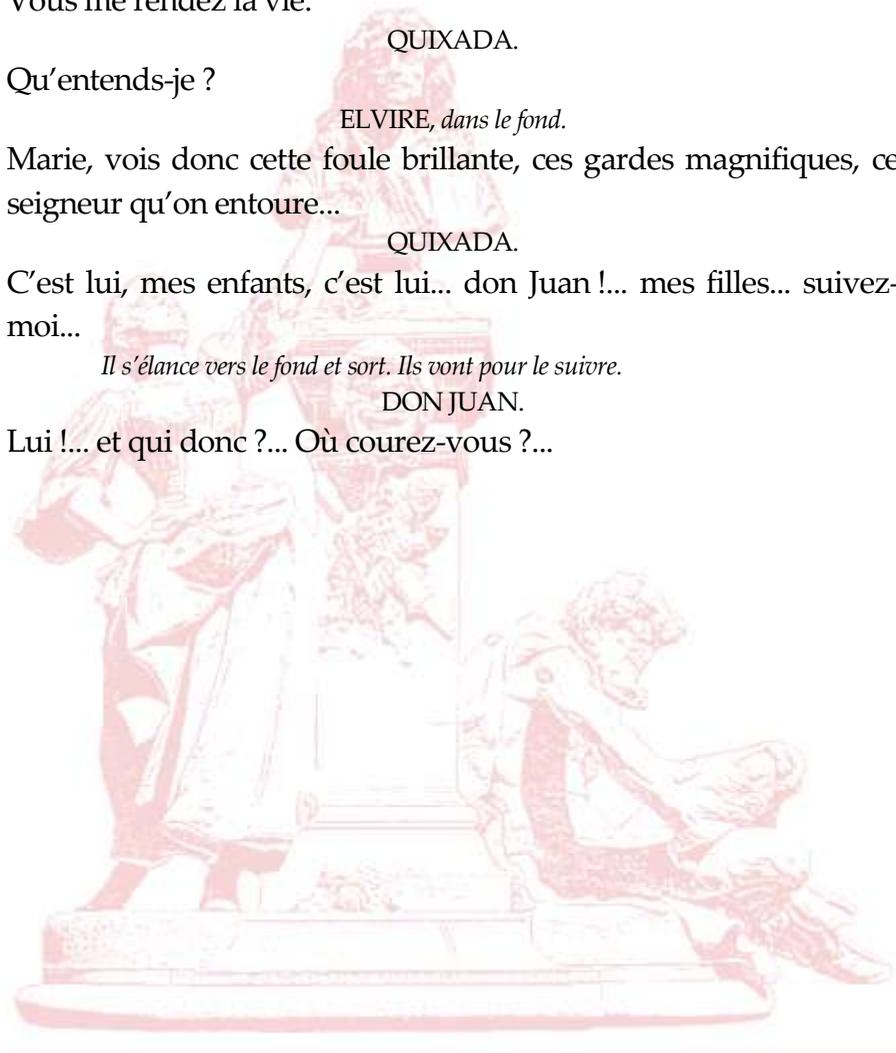 Vous me rendez la vie.
QUIXADA.
Qu’entends-je ?
ELVIRE, dans le fond.
Marie, vois donc cette foule brillante, ces gardes magnifiques, ce
seigneur qu’on entoure...
QUIXADA.
C’est lui, mes enfants, c’est lui... don Juan !... mes filles... suivez-
moi...
Il s’élance vers le fond et sort. Ils vont pour le suivre.
DON JUAN.
Lui !... et qui donc ?... Où courez-vous ?...